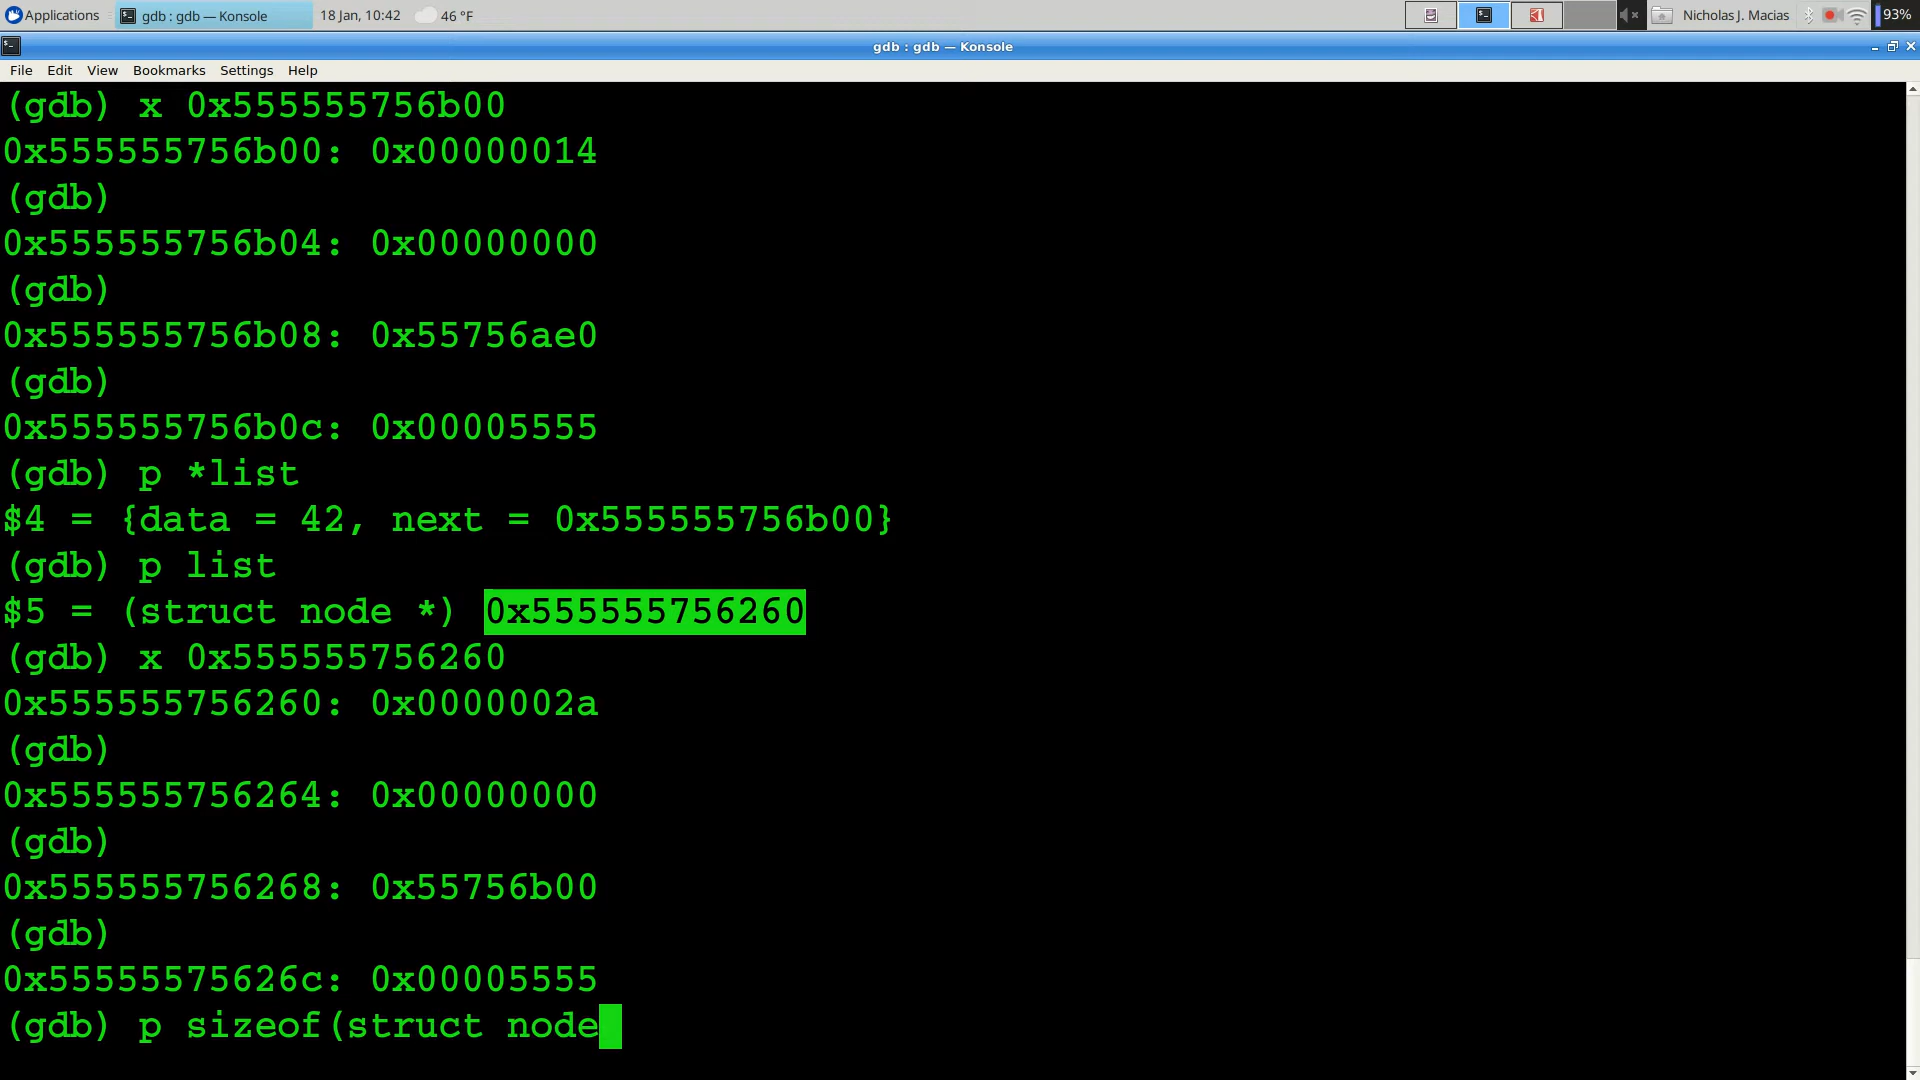 Applications gdb : gdb — Konsole 18 Jan, 10:42 46 °F Nicholas J. Macias 93%
gdb : gdb — Konsole
File Edit View Bookmarks Settings Help
(gdb) x 0x555555756b00
0x555555756b00: 0x00000014
(gdb)
0x555555756b04: 0x00000000
(gdb)
0x555555756b08: 0x55756ae0
(gdb)
0x555555756b0c: 0x00005555
(gdb) p *list
$4 = {data = 42, next = 0x555555756b00}
(gdb) p list
$5 = (struct node *) 0x555555756260
(gdb) x 0x555555756260
0x555555756260: 0x0000002a
(gdb)
0x555555756264: 0x00000000
(gdb)
0x555555756268: 0x55756b00
(gdb)
0x55555575626c: 0x00005555
(gdb) p sizeof(struct node